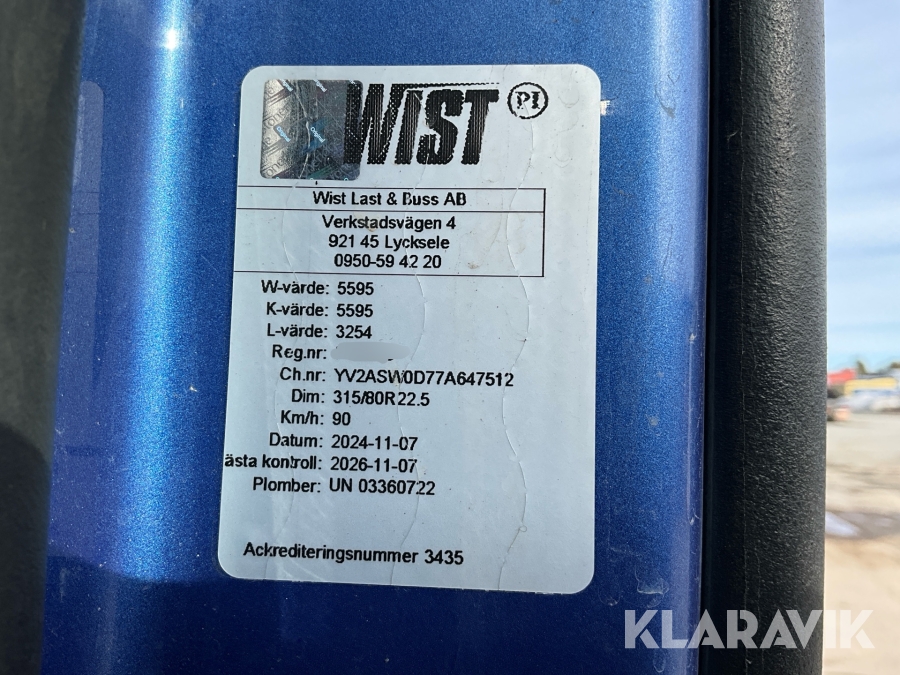 WIST PI
Wist Last & Buss AB
Verkstadsvägen 4
921 45 Lycksele
0950-59 42 20
W-värde: 5595
K-värde: 5595
L-värde: 3254
Reg.nr:
Ch.nr: YV2ASW0D77A647512
Dim: 315/80R22.5
Km/h: 90
Datum: 2024-11-07
ästa kontroll: 2026-11-07
Plomber: UN 03360722
Ackrediteringsnummer 3435
KLARAVIK